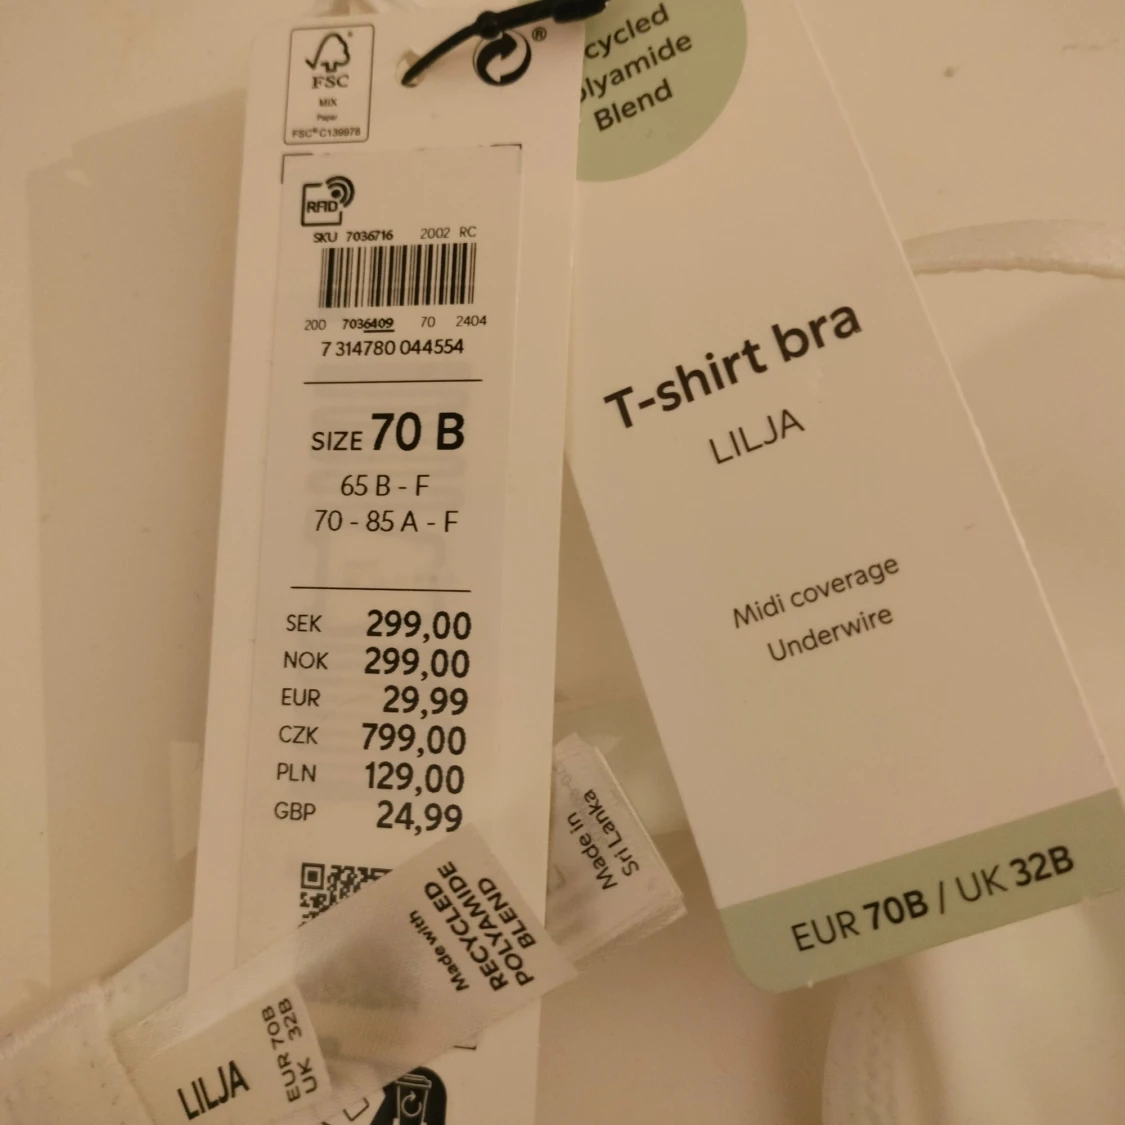 FSC
MIX
Paper
FSC® C139978
®
RFID
SKU 7036716 2002 RC
200 7036409 70 2404
7 314780 044554
SIZE 70 B
65 B - F
70 - 85 A - F
SEK 299,00
NOK 299,00
EUR 29,99
CZK 799,00
PLN 129,00
GBP 24,99
cycled
olyamide
Blend
T-shirt bra
LILJA
Midi coverage
Underwire
EUR 70B / UK 32B
Made in
Sri Lanka
Made with
RECYCLED
POLYAMIDE
BLEND
LILJA
EUR 70B
UK 32B